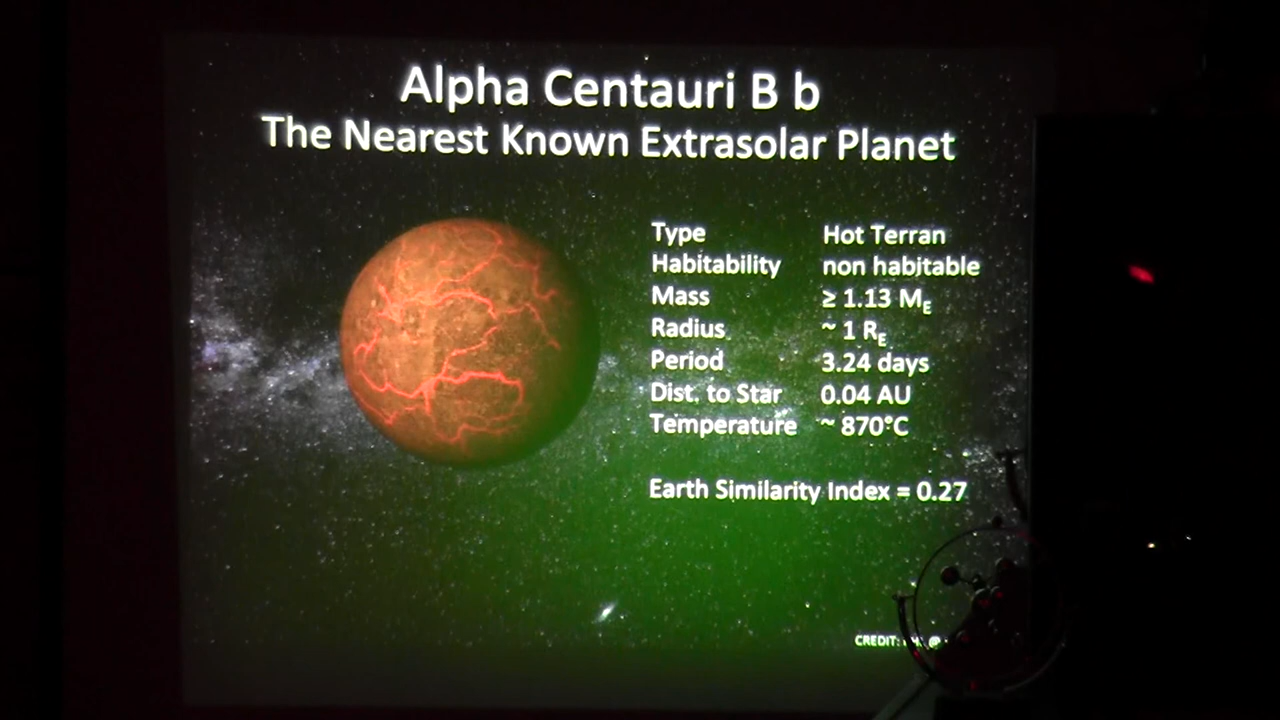 Alpha Centauri B b
The Nearest Known Extrasolar Planet
Type Hot Terran
Habitability non habitable
Mass ≥ 1.13 ME
Radius ~ 1 RE
Period 3.24 days
Dist. to Star 0.04 AU
Temperature ~ 870°C
Earth Similarity Index = 0.27
CREDIT: @